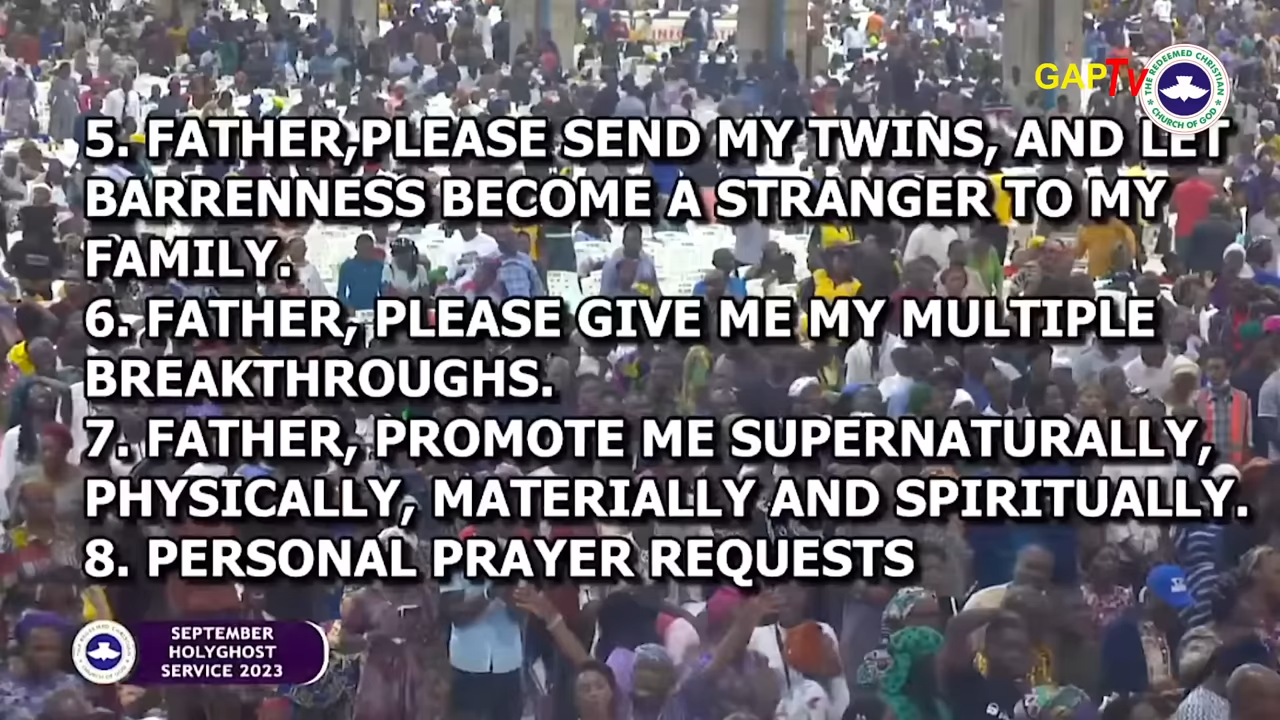 INFORMATION
GAPTV
THE REDEEMED CHRISTIAN
CHURCH OF GOD
5. FATHER,PLEASE SEND MY TWINS, AND LET
BARRENNESS BECOME A STRANGER TO MY
FAMILY.
6. FATHER, PLEASE GIVE ME MY MULTIPLE
BREAKTHROUGHS.
7. FATHER, PROMOTE ME SUPERNATURALLY,
PHYSICALLY, MATERIALLY AND SPIRITUALLY.
8. PERSONAL PRAYER REQUESTS
SEPTEMBER
HOLYGHOST
SERVICE 2023